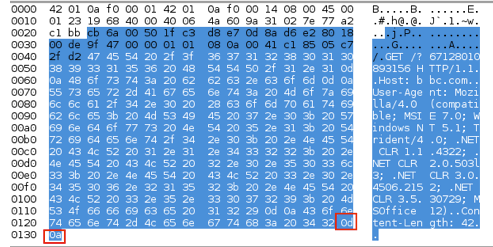 0000 42 01 0a f0 00 01 42 01 0a f0 00 14 08 00 45 00 B.....B. ......E.
0010 01 23 19 68 40 00 40 06 4a 60 9a 31 02 7e 77 a2 .#.h@.@. J`.1.~w.
0020 c1 bb cb 6a 00 50 1f c3 d8 e7 0d 8a d6 e2 80 18 ...j.P.. ........
0030 00 de 9f 47 00 00 01 01 08 0a 00 41 c1 85 05 c7 ...G.... ...A....
0040 2f d2 47 45 54 20 2f 3f 36 37 31 32 38 30 31 30 /.GET /? 67128010
0050 38 39 33 31 35 36 20 48 54 54 50 2f 31 2e 31 0d 893156 H TTP/1.1.
0060 0a 48 6f 73 74 3a 20 62 62 63 2e 63 6f 6d 0d 0a .Host: b bc.com..
0070 55 73 65 72 2d 41 67 65 6e 74 3a 20 4d 6f 7a 69 User-Age nt: Mozi
0080 6c 6c 61 2f 34 2e 30 20 28 63 6f 6d 70 61 74 69 lla/4.0 (compati
0090 62 6c 65 3b 20 4d 53 49 45 20 37 2e 30 3b 20 57 ble; MSI E 7.0; W
00a0 69 6e 64 6f 77 73 20 4e 54 20 35 2e 31 3b 20 54 indows N T 5.1; T
00b0 72 69 64 65 6e 74 2f 34 2e 30 3b 20 2e 4e 45 54 rident/4 .0; .NET
00c0 20 43 4c 52 20 31 2e 31 2e 34 33 32 32 3b 20 2e CLR 1.1 .4322; .
00d0 4e 45 54 20 43 4c 52 20 32 2e 30 2e 35 30 33 6c NET CLR 2.0.503l
00e0 33 3b 20 2e 4e 45 54 20 43 4c 52 20 33 2e 30 2e 3; .NET CLR 3.0.
00f0 34 35 30 36 2e 32 31 35 32 3b 20 2e 4e 45 54 20 4506.215 2; .NET
0100 43 4c 52 20 33 2e 35 2e 33 30 37 32 39 3b 20 4d CLR 3.5. 30729; M
0110 53 4f 66 66 69 63 65 20 31 32 29 0d 0a 43 6f 6e SOffice 12)..Con
0120 74 65 6e 74 2d 4c 65 6e 67 74 68 3a 20 34 32 0d tent-Len gth: 42.
0130 0a .